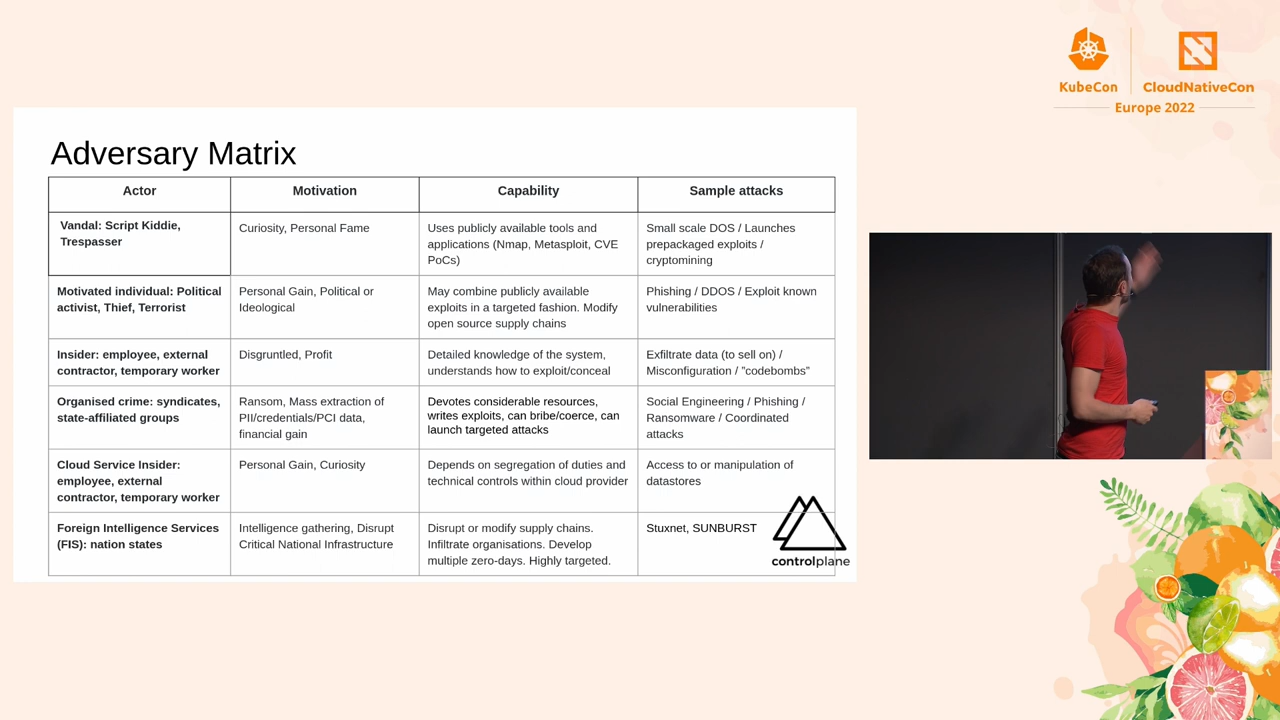 KubeCon
CloudNativeCon
Europe 2022
Adversary Matrix
Actor
Motivation
Capability
Sample attacks
Vandal: Script Kiddie,
Trespasser
Curiosity, Personal Fame
Uses publicly available tools and
applications (Nmap, Metasploit, CVE
PoCs)
Small scale DOS / Launches
prepackaged exploits /
cryptomining
Motivated individual: Political
activist, Thief, Terrorist
Personal Gain, Political or
Ideological
May combine publicly available
exploits in a targeted fashion. Modify
open source supply chains
Phishing / DDOS / Exploit known
vulnerabilities
Insider: employee, external
contractor, temporary worker
Disgruntled, Profit
Detailed knowledge of the system,
understands how to exploit/conceal
Exfiltrate data (to sell on) /
Misconfiguration / "codebombs"
Organised crime: syndicates,
state-affiliated groups
Ransom, Mass extraction of
PII/credentials/PCI data,
financial gain
Devotes considerable resources,
writes exploits, can bribe/coerce, can
launch targeted attacks
Social Engineering / Phishing /
Ransomware / Coordinated
attacks
Cloud Service Insider:
employee, external
contractor, temporary worker
Personal Gain, Curiosity
Depends on segregation of duties and
technical controls within cloud provider
Access to or manipulation of
datastores
Foreign Intelligence Services
(FIS): nation states
Intelligence gathering, Disrupt
Critical National Infrastructure
Disrupt or modify supply chains.
Infiltrate organisations. Develop
multiple zero-days. Highly targeted.
Stuxnet, SUNBURST
controlplane